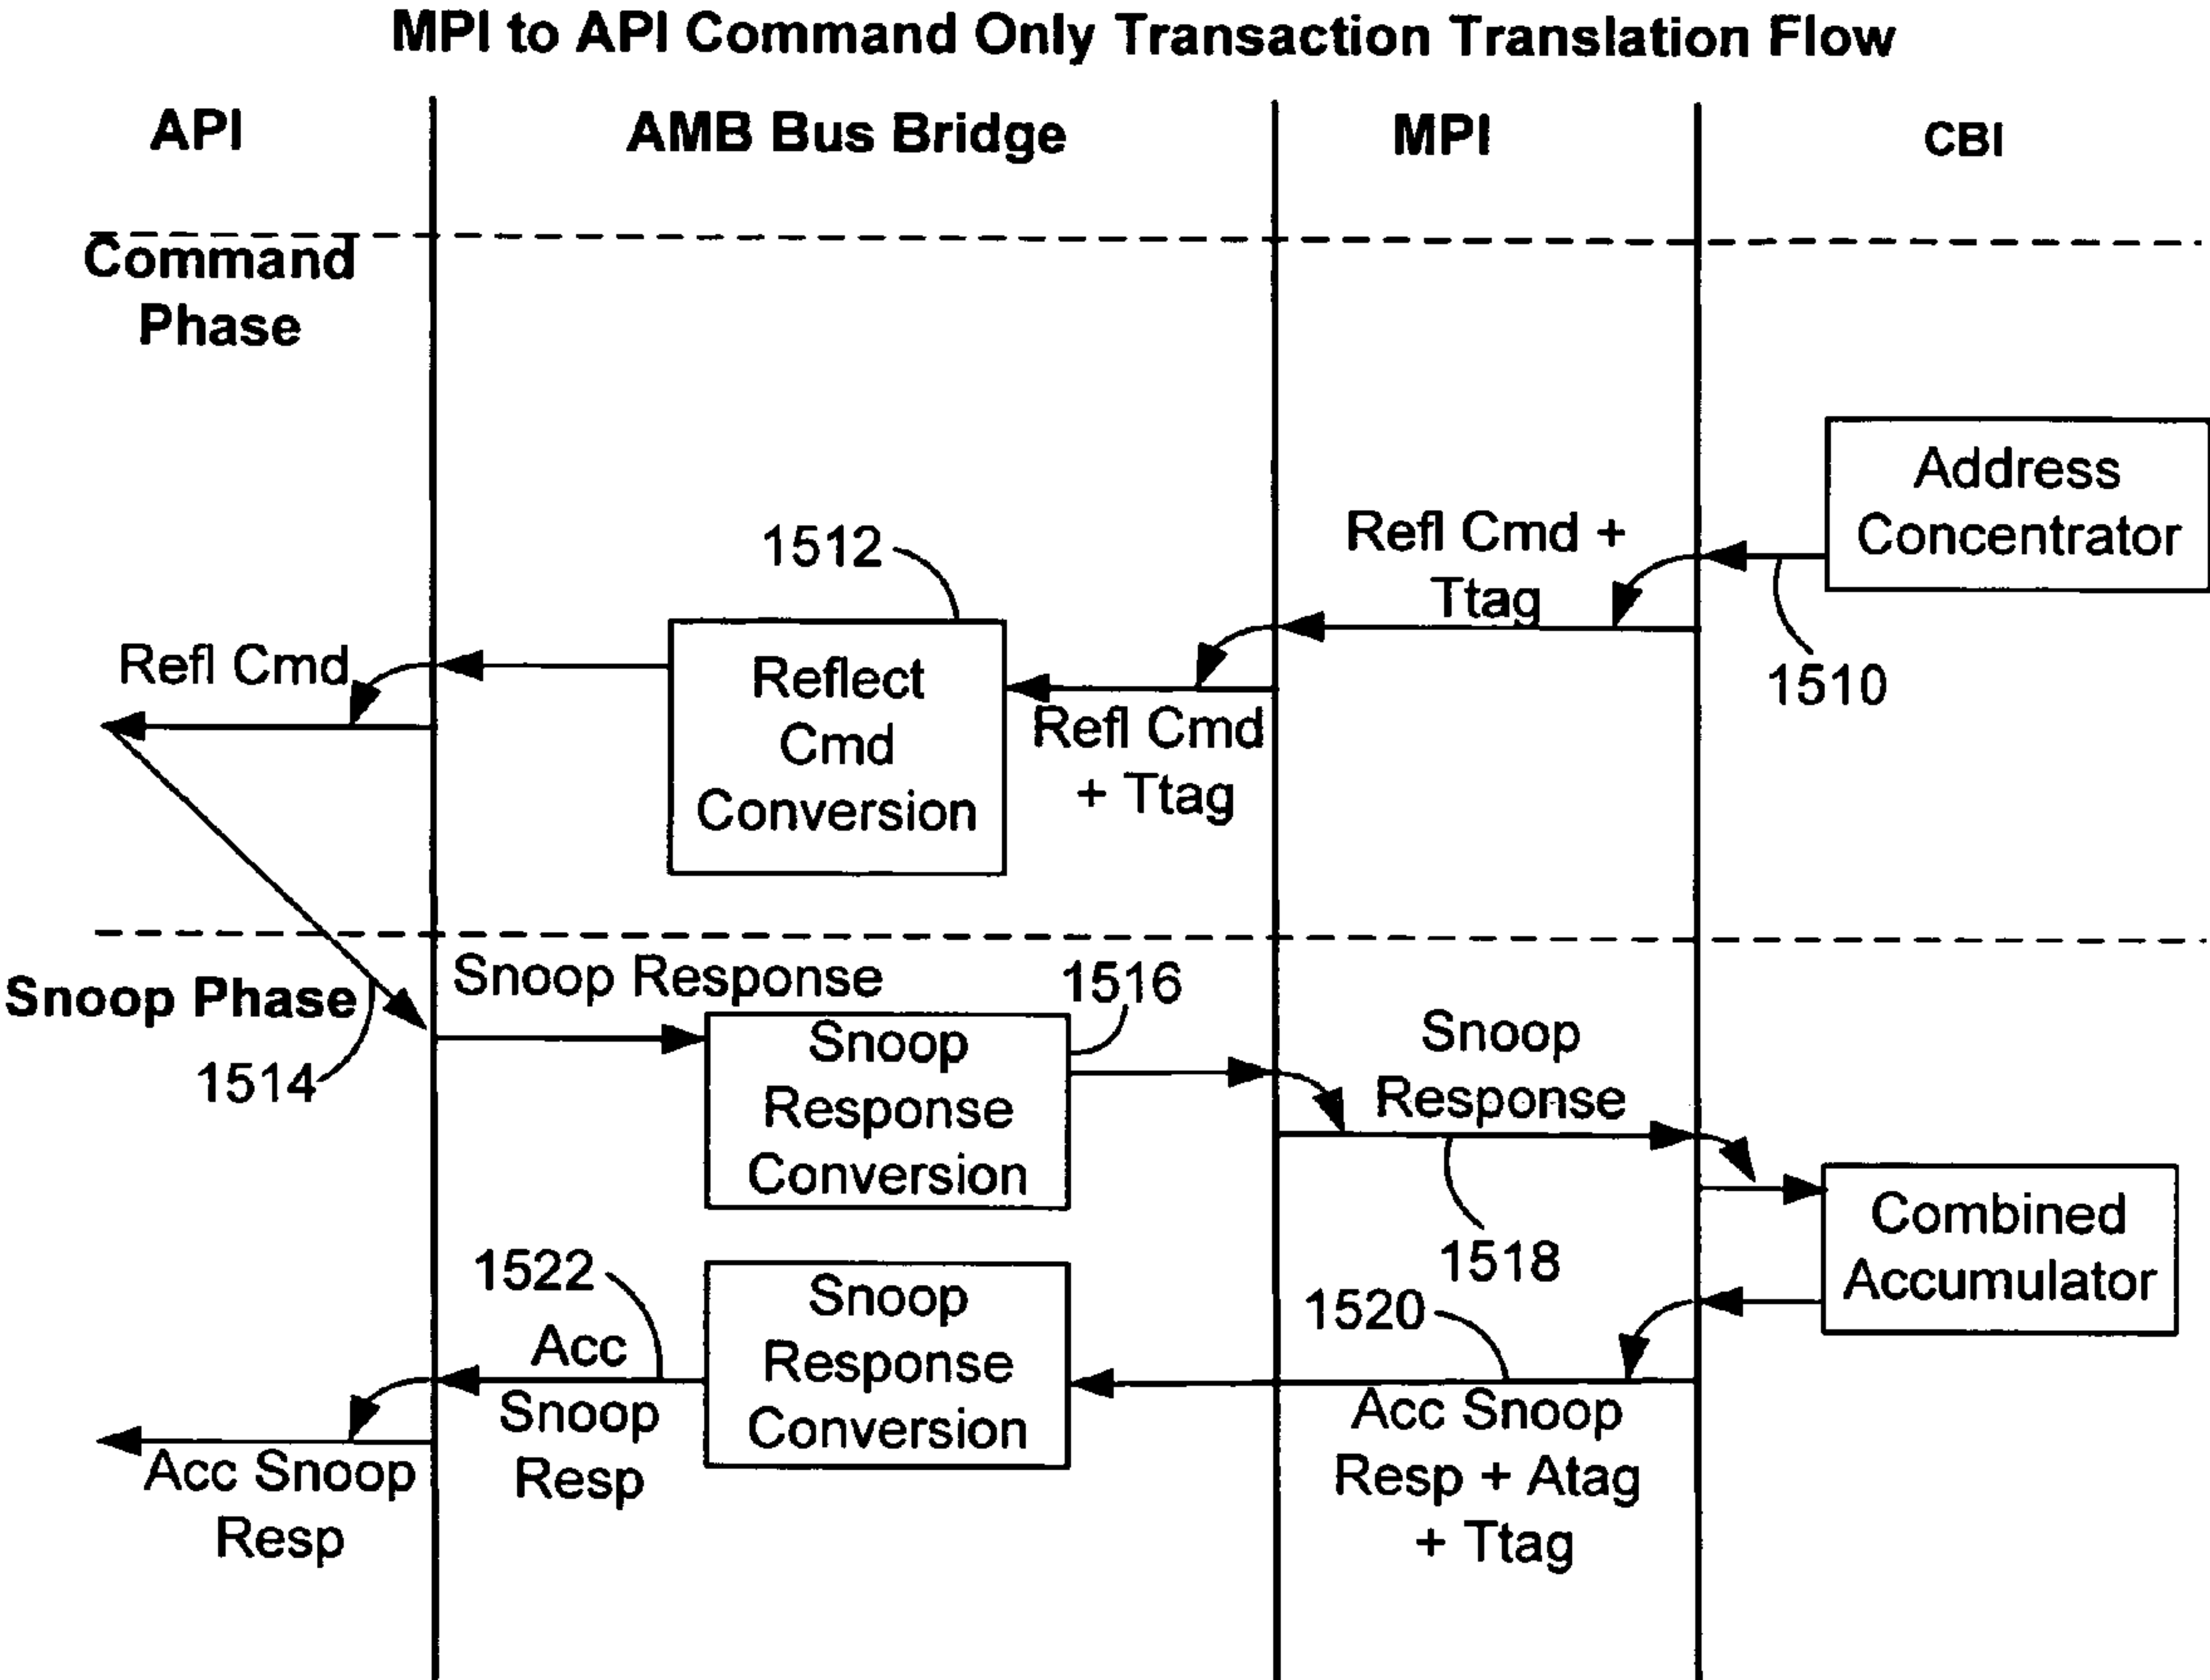 MPI to API Command Only Transaction Translation Flow
API
AMB Bus Bridge
MPI
CBI
Command
Phase
Address
Concentrator
1510
Refl Cmd +
Ttag
1512
Reflect
Cmd
Conversion
Refl Cmd
+ Ttag
Refl Cmd
Snoop Phase
1514
Snoop Response
1516
Snoop
Response
Conversion
Snoop
Response
1518
Combined
Accumulator
1520
Acc Snoop
Resp + Atag
+ Ttag
Snoop
Response
Conversion
1522
Acc
Snoop
Resp
Acc Snoop
Resp